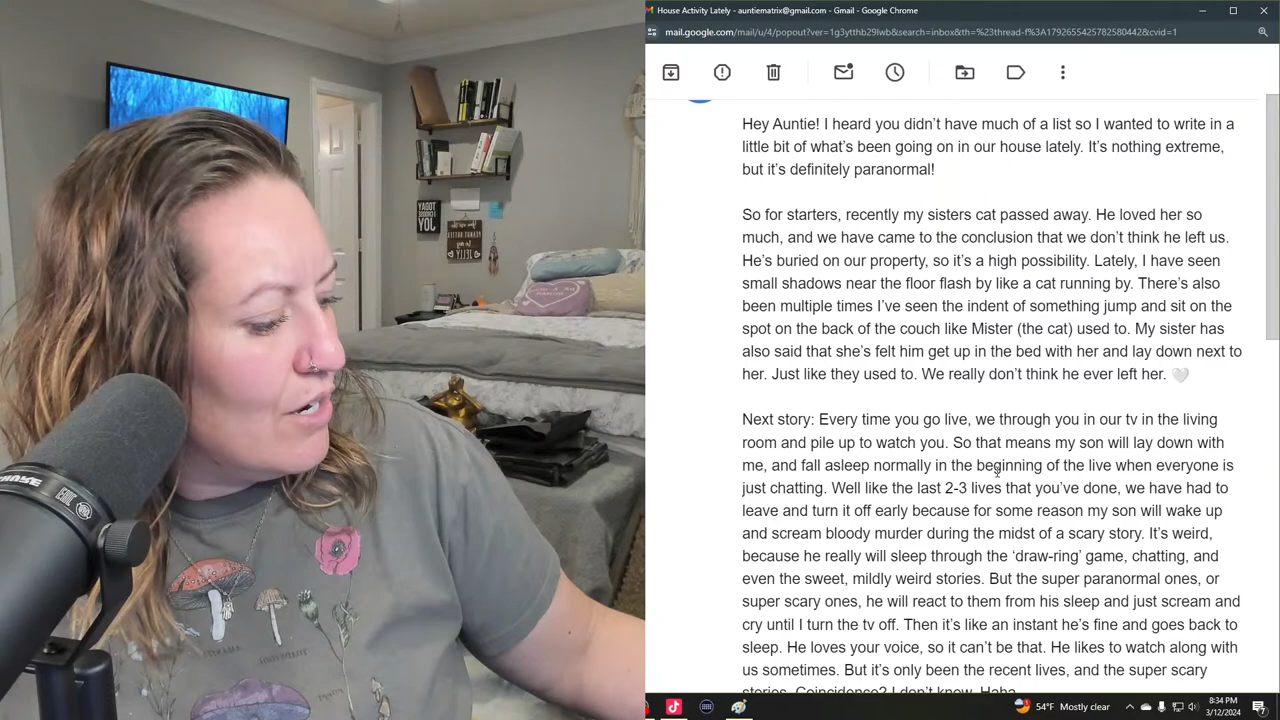 House Activity Lately - auntiematrix@gmail.com - Gmail - Google Chrome
mail.google.com/mail/u/4/popout?ver=1g3ytthb29lwb&search=inbox&th=%23thread-f%3A1792655425782580442&cvid=1
Hey Auntie! I heard you didn’t have much of a list so I wanted to write in a
little bit of what’s been going on in our house lately. It’s nothing extreme,
but it’s definitely paranormal!
So for starters, recently my sisters cat passed away. He loved her so
much, and we have came to the conclusion that we don’t think he left us.
He’s buried on our property, so it’s a high possibility. Lately, I have seen
small shadows near the floor flash by like a cat running by. There’s also
been multiple times I’ve seen the indent of something jump and sit on the
spot on the back of the couch like Mister (the cat) used to. My sister has
also said that she’s felt him get up in the bed with her and lay down next to
her. Just like they used to. We really don’t think he ever left her. 🤍
Next story: Every time you go live, we through you in our tv in the living
room and pile up to watch you. So that means my son will lay down with
me, and fall asleep normally in the beginning of the live when everyone is
just chatting. Well like the last 2-3 lives that you’ve done, we have had to
leave and turn it off early because for some reason my son will wake up
and scream bloody murder during the midst of a scary story. It’s weird,
because he really will sleep through the ‘draw-ring’ game, chatting, and
even the sweet, mildly weird stories. But the super paranormal ones, or
super scary ones, he will react to them from his sleep and just scream and
cry until I turn the tv off. Then it’s like an instant he’s fine and goes back to
sleep. He loves your voice, so it can’t be that. He likes to watch along with
us sometimes. But it’s only been the recent lives, and the super scary
stories. Coincidence? I don’t know. Haha
54°F Mostly clear
8:34 PM
3/12/2024
CHOOSE
JOY
PEANUT BUTTER
to my
JELLY